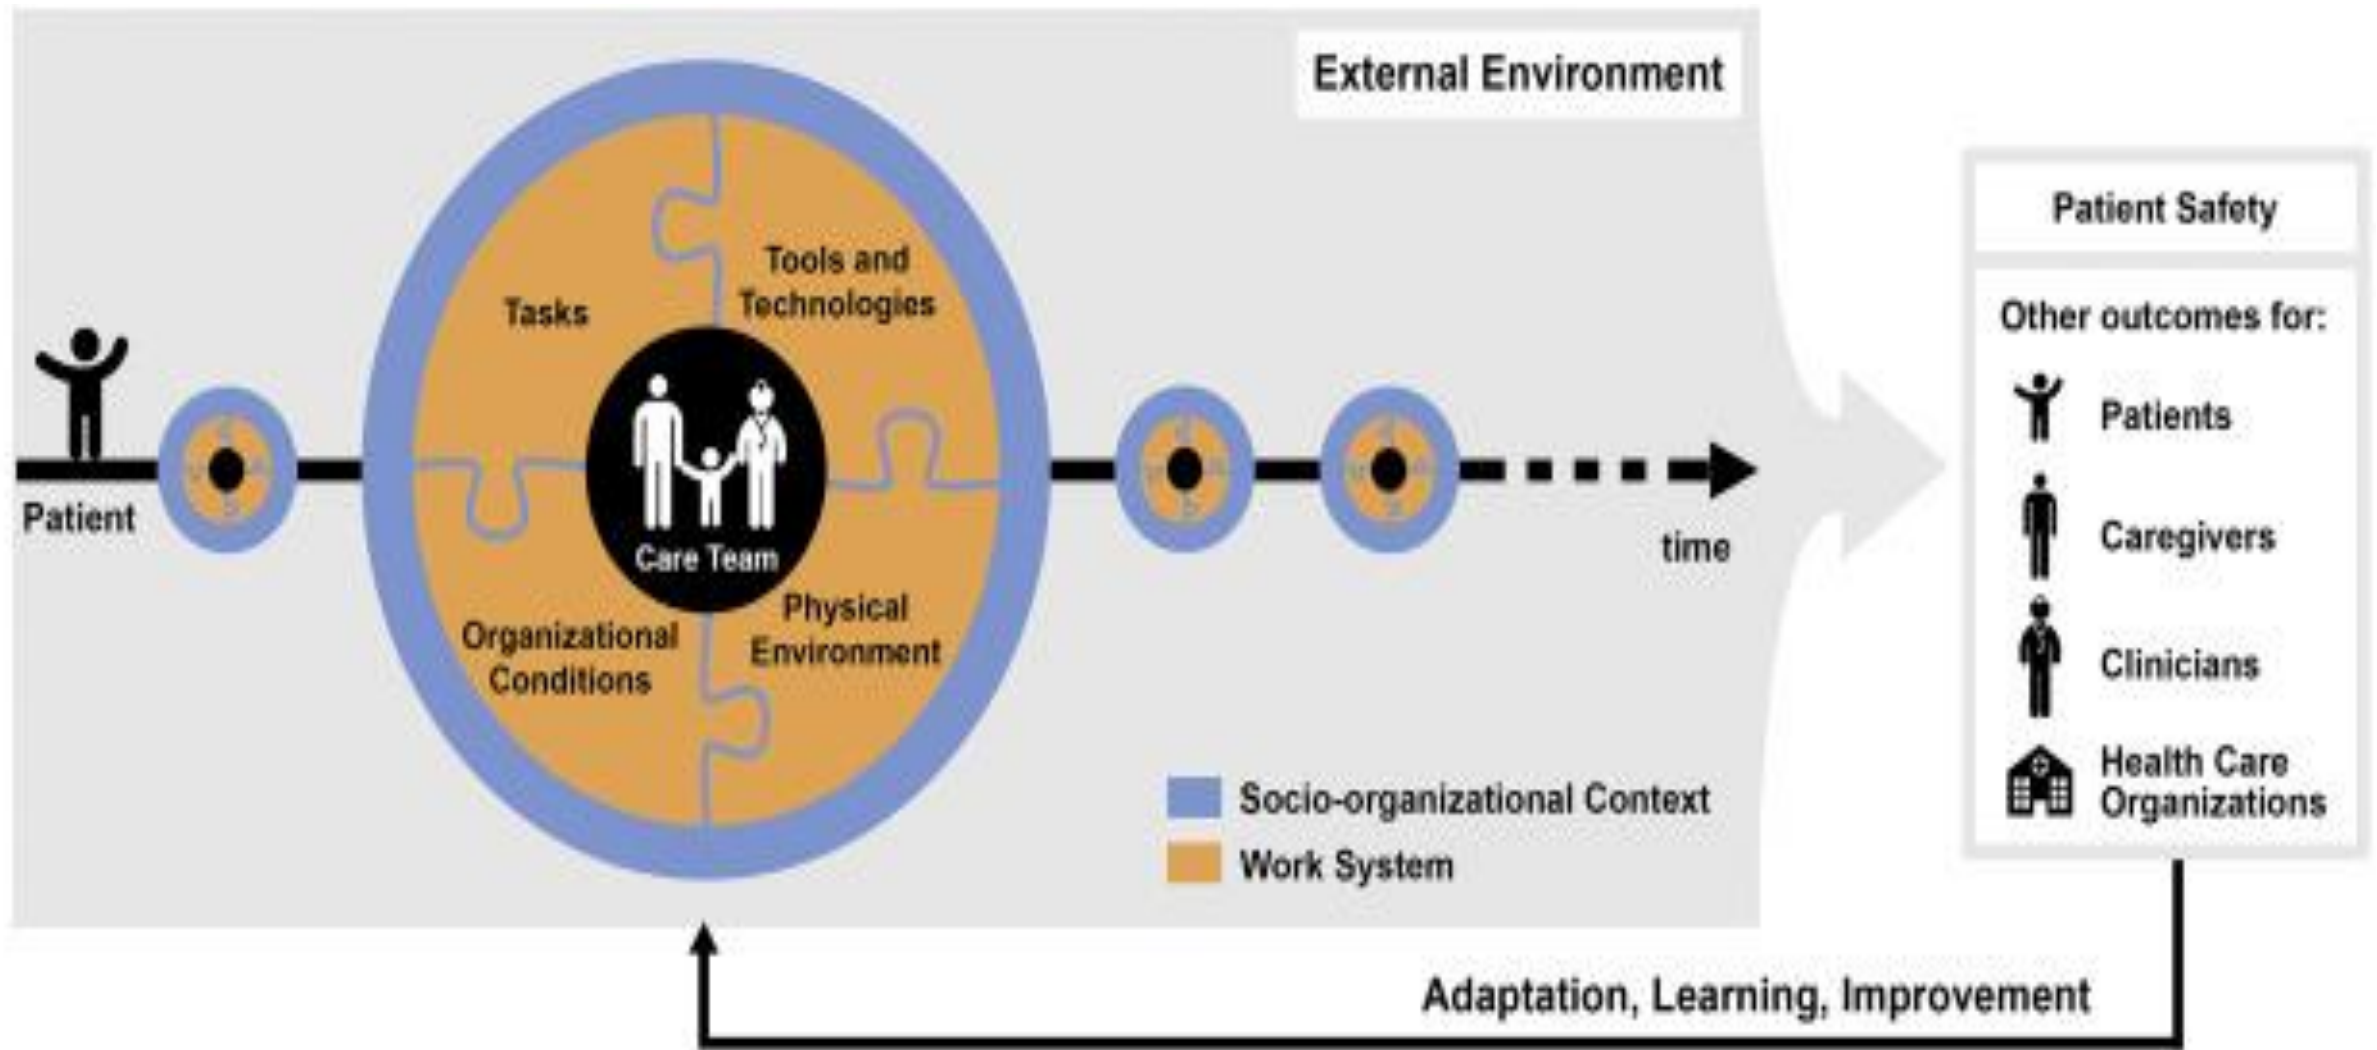 External Environment
Tasks
Tools and
Technologies
Care Team
Organizational
Conditions
Physical
Environment
Patient
time
Socio-organizational Context
Work System
Patient Safety
Other outcomes for:
Patients
Caregivers
Clinicians
Health Care
Organizations
Adaptation, Learning, Improvement